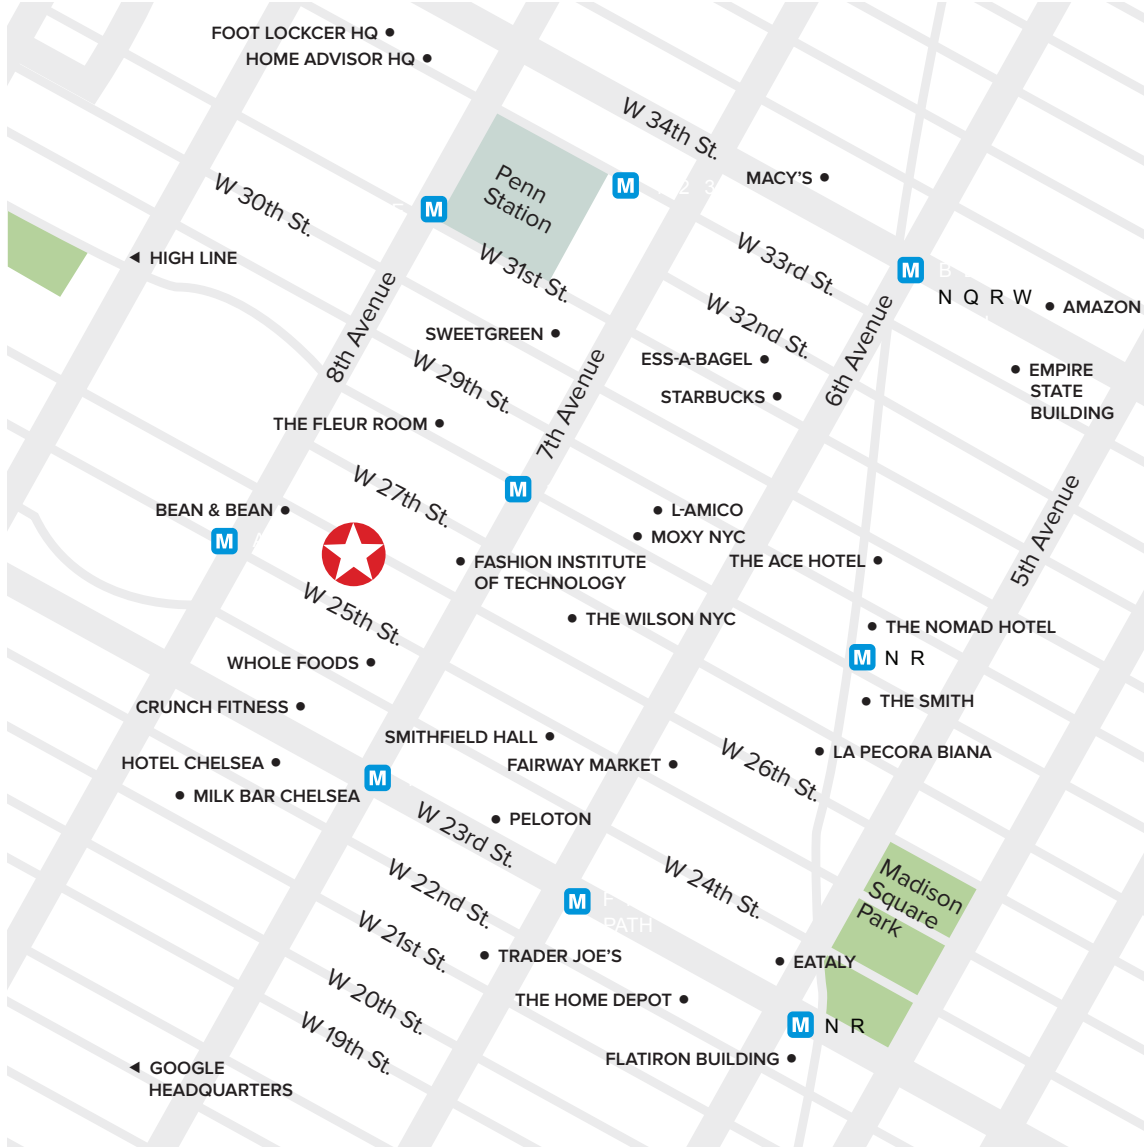 FOOT LOCKCER HQ
HOME ADVISOR HQ
W 34th St.
Penn
Station
M
2 3
MACY'S
W 30th St.
M
E
HIGH LINE
W 31st St.
W 33rd St.
M
B
N Q R W
AMAZON
8th Avenue
SWEETGREEN
W 32nd St.
6th Avenue
W 29th St.
7th Avenue
ESS-A-BAGEL
STARBUCKS
EMPIRE
STATE
BUILDING
THE FLEUR ROOM
W 27th St.
M
BEAN & BEAN
M
L-AMICO
MOXY NYC
5th Avenue
FASHION INSTITUTE
OF TECHNOLOGY
THE ACE HOTEL
W 25th St.
THE WILSON NYC
THE NOMAD HOTEL
M N R
WHOLE FOODS
CRUNCH FITNESS
THE SMITH
SMITHFIELD HALL
LA PECORA BIANA
HOTEL CHELSEA
FAIRWAY MARKET
W 26th St.
M
MILK BAR CHELSEA
W 23rd St.
PELOTON
W 22nd St.
W 24th St.
Madison
Square
Park
M
F
PATH
W 21st St.
TRADER JOE'S
EATALY
W 20th St.
THE HOME DEPOT
M N R
W 19th St.
FLATIRON BUILDING
GOOGLE
HEADQUARTERS